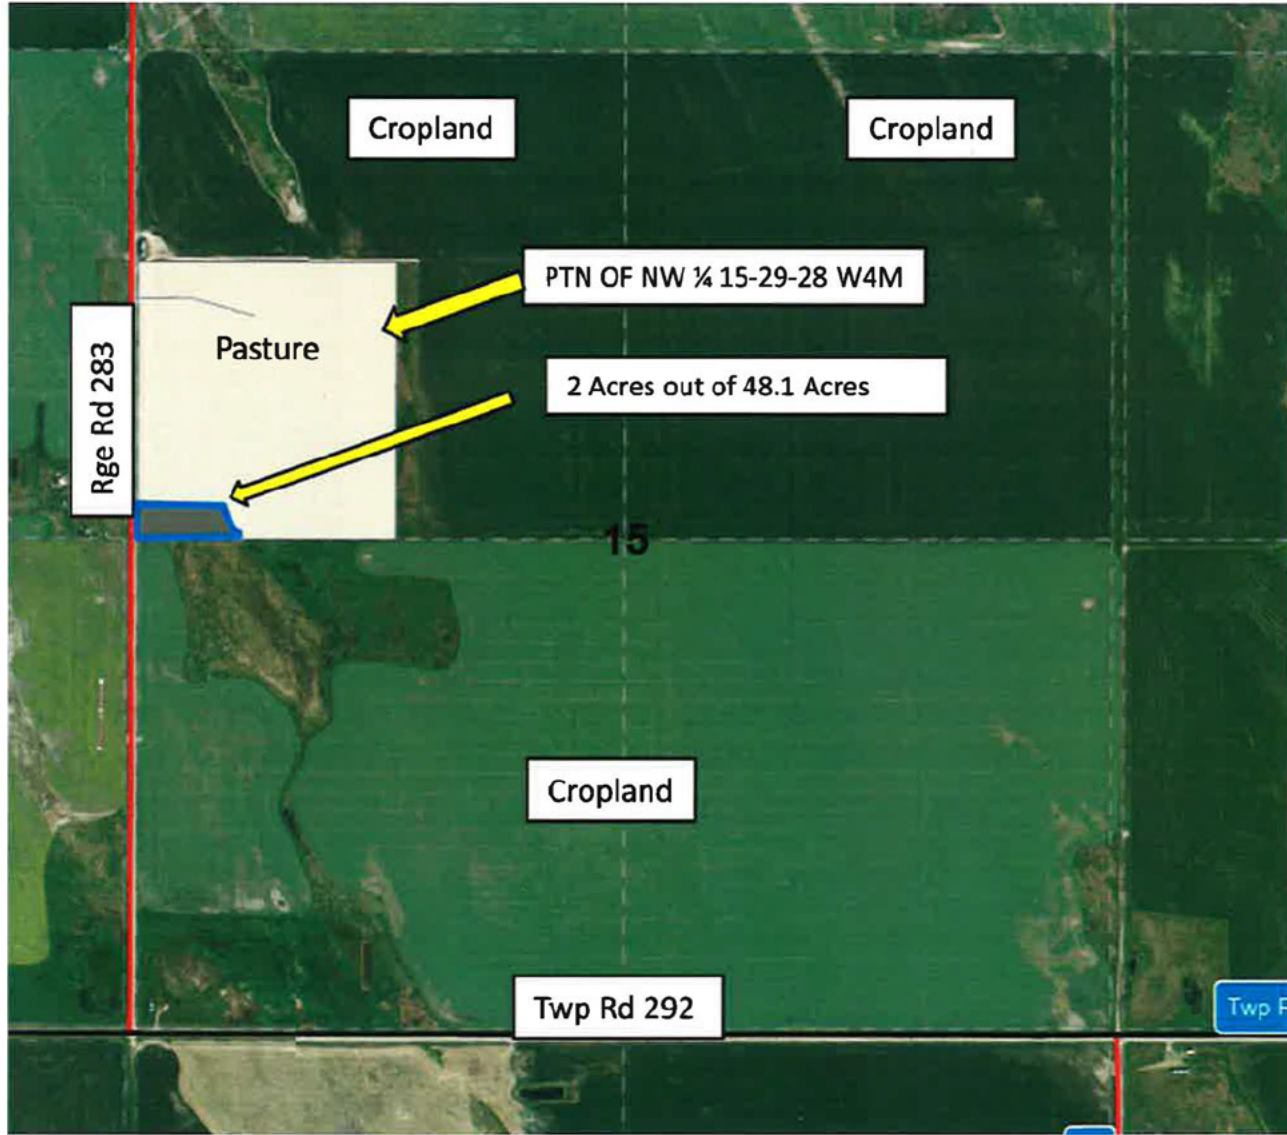 Cropland
Cropland
PTN OF NW ¼ 15-29-28 W4M
Pasture
Rge Rd 283
2 Acres out of 48.1 Acres
15
Cropland
Twp Rd 292
Twp R